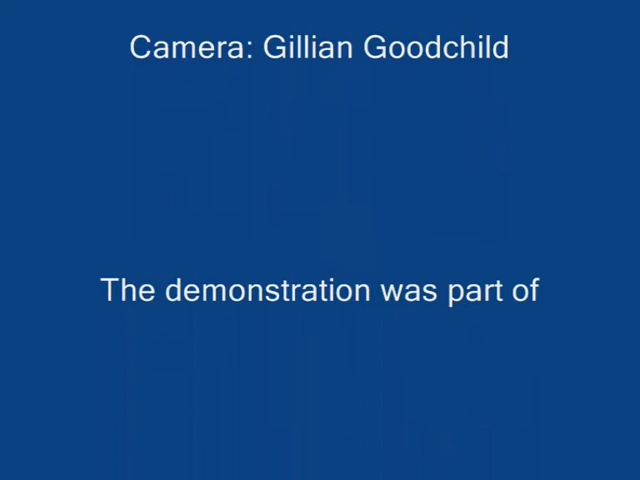 Camera: Gillian Goodchild
The demonstration was part of